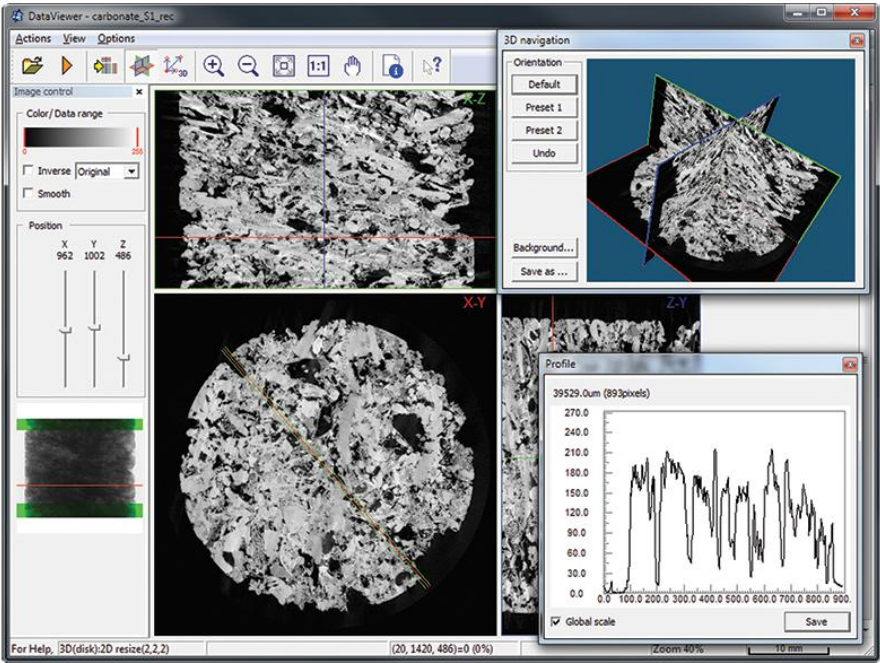 DataViewer - carbonate_S1_rec
Actions View Options
3D
1:1
?
Image control
Color/Data range
0 255
Inverse Original
Smooth
Position
X Y Z
962 1002 486
X-Z
X-Y
Z-Y
3D navigation
Orientation
Default
Preset 1
Preset 2
Undo
Background...
Save as ...
Profile
39529.0um (893pixels)
270.0
240.0
210.0
180.0
150.0
120.0
90.0
60.0
30.0
0.0
0.0 100.0 200.0 300.0 400.0 500.0 600.0 700.0 800.0 900.
Global scale
Save
For Help, 3D(disk):2D resize(2,2,2) (20, 1420, 486)=0 (0%) Zoom 40% 10 mm